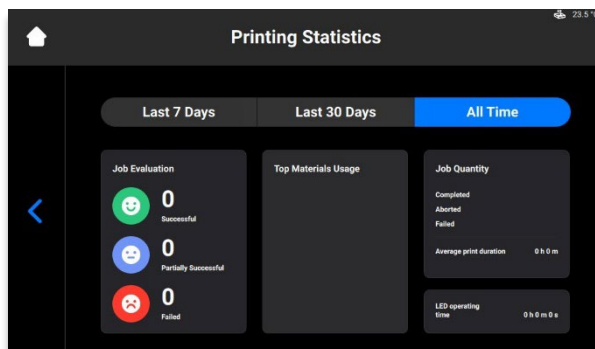 23.5 °
Printing Statistics
Last 7 Days
Last 30 Days
All Time
Job Evaluation
0
Successful
0
Partially Successful
0
Failed
Top Materials Usage
Job Quantity
Completed
Aborted
Failed
Average print duration 0 h 0 m
LED operating
time 0 h 0 m 0 s